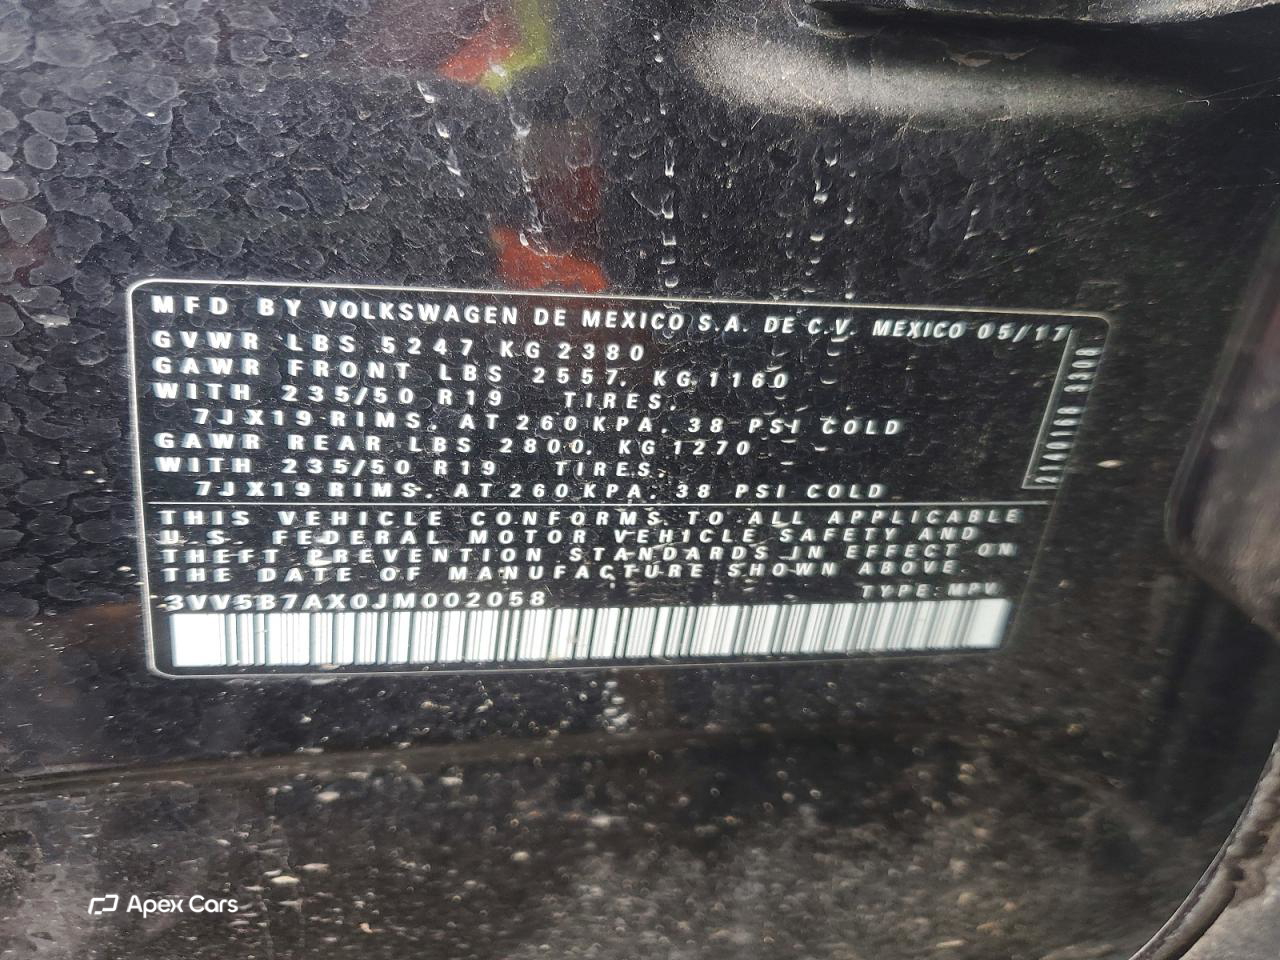 MFD BY VOLKSWAGEN DE MEXICO S.A. DE C.V. MEXICO 05/17
GVWR LBS 5247 KG 2380
GAWR FRONT LBS 2557, KG 1160
WITH 235/50 R19 TIRES,
7JX19 RIMS, AT 260 KPA, 38 PSI COLD
GAWR REAR LBS 2800, KG 1270
WITH 235/50 R19 TIRES,
7JX19 RIMS, AT 260 KPA, 38 PSI COLD
THIS VEHICLE CONFORMS TO ALL APPLICABLE
U.S. FEDERAL MOTOR VEHICLE SAFETY AND
THEFT PREVENTION STANDARDS IN EFFECT ON
THE DATE OF MANUFACTURE SHOWN ABOVE.
3VV5B7AX0JM002058 TYPE: MPV
Apex Cars